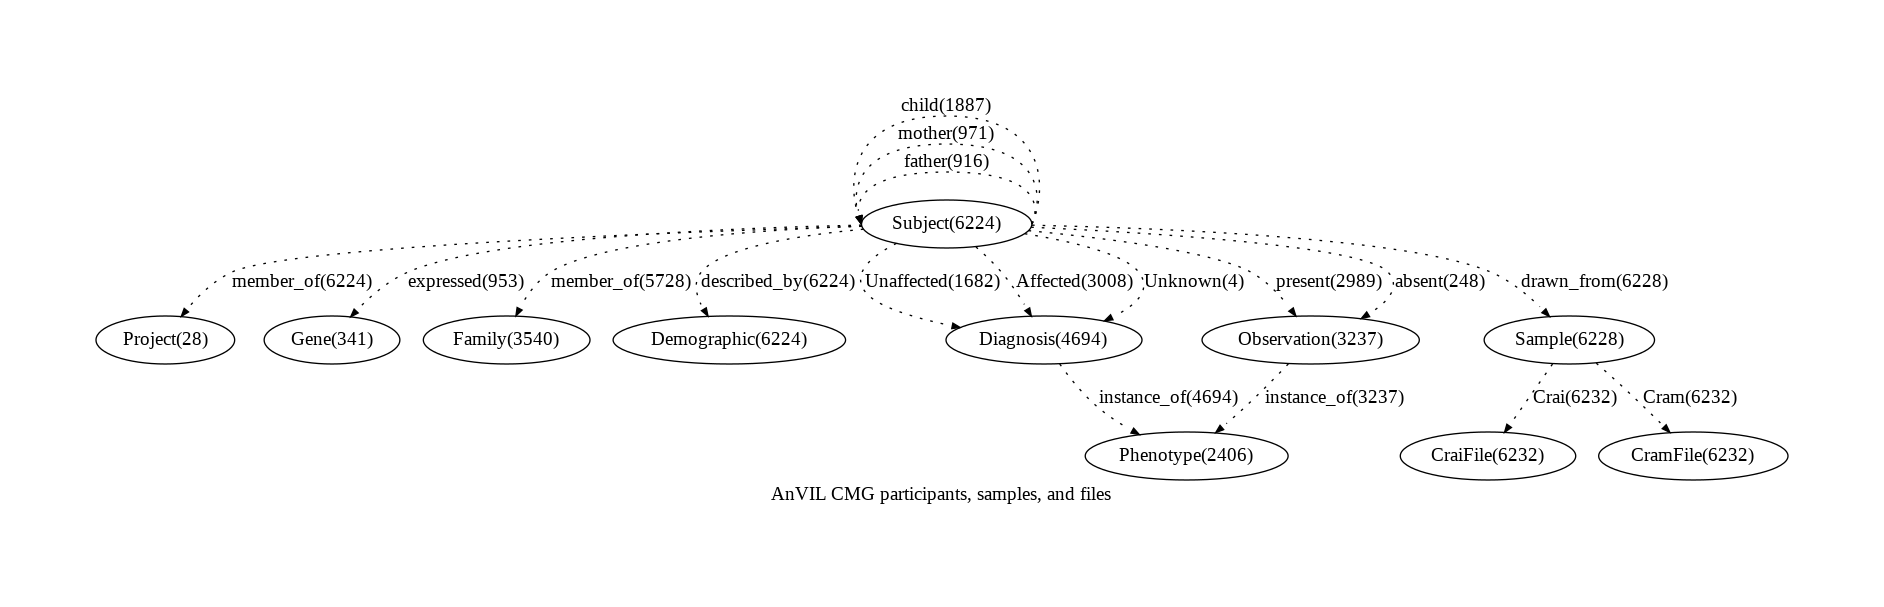 child(1887)
mother(971)
father(916)
Subject(6224)
member_of(6224)
expressed(953)
member_of(5728)
described_by(6224)
Unaffected(1682)
Affected(3008)
Unknown(4)
present(2989)
absent(248)
drawn_from(6228)
Project(28)
Gene(341)
Family(3540)
Demographic(6224)
Diagnosis(4694)
Observation(3237)
Sample(6228)
instance_of(4694)
instance_of(3237)
Crai(6232)
Cram(6232)
Phenotype(2406)
CraiFile(6232)
CramFile(6232)
AnVIL CMG participants, samples, and files